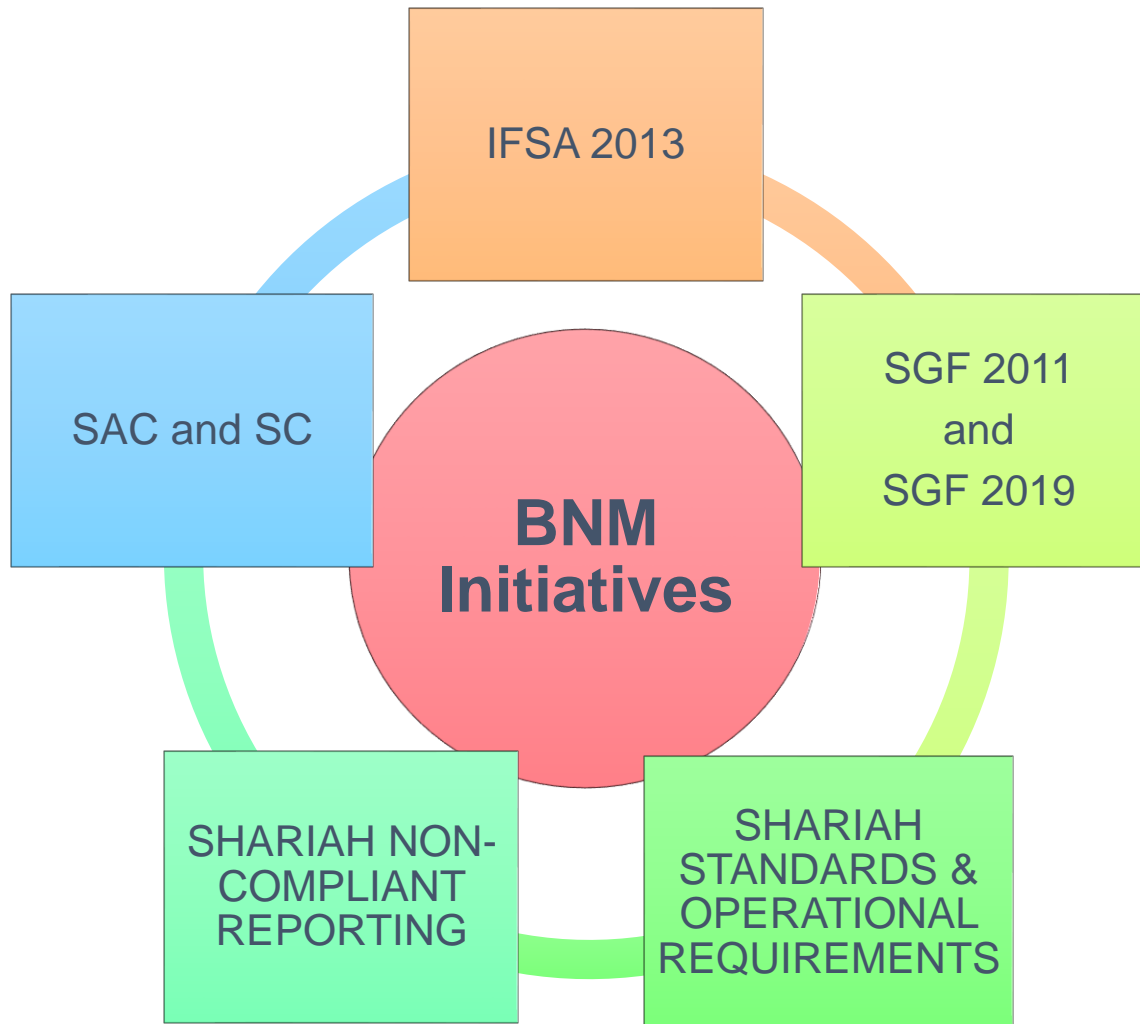 IFSA 2013
SGF 2011
and
SGF 2019
SHARIAH
STANDARDS &
OPERATIONAL
REQUIREMENTS
SHARIAH NON-
COMPLIANT
REPORTING
SAC and SC
BNM
Initiatives